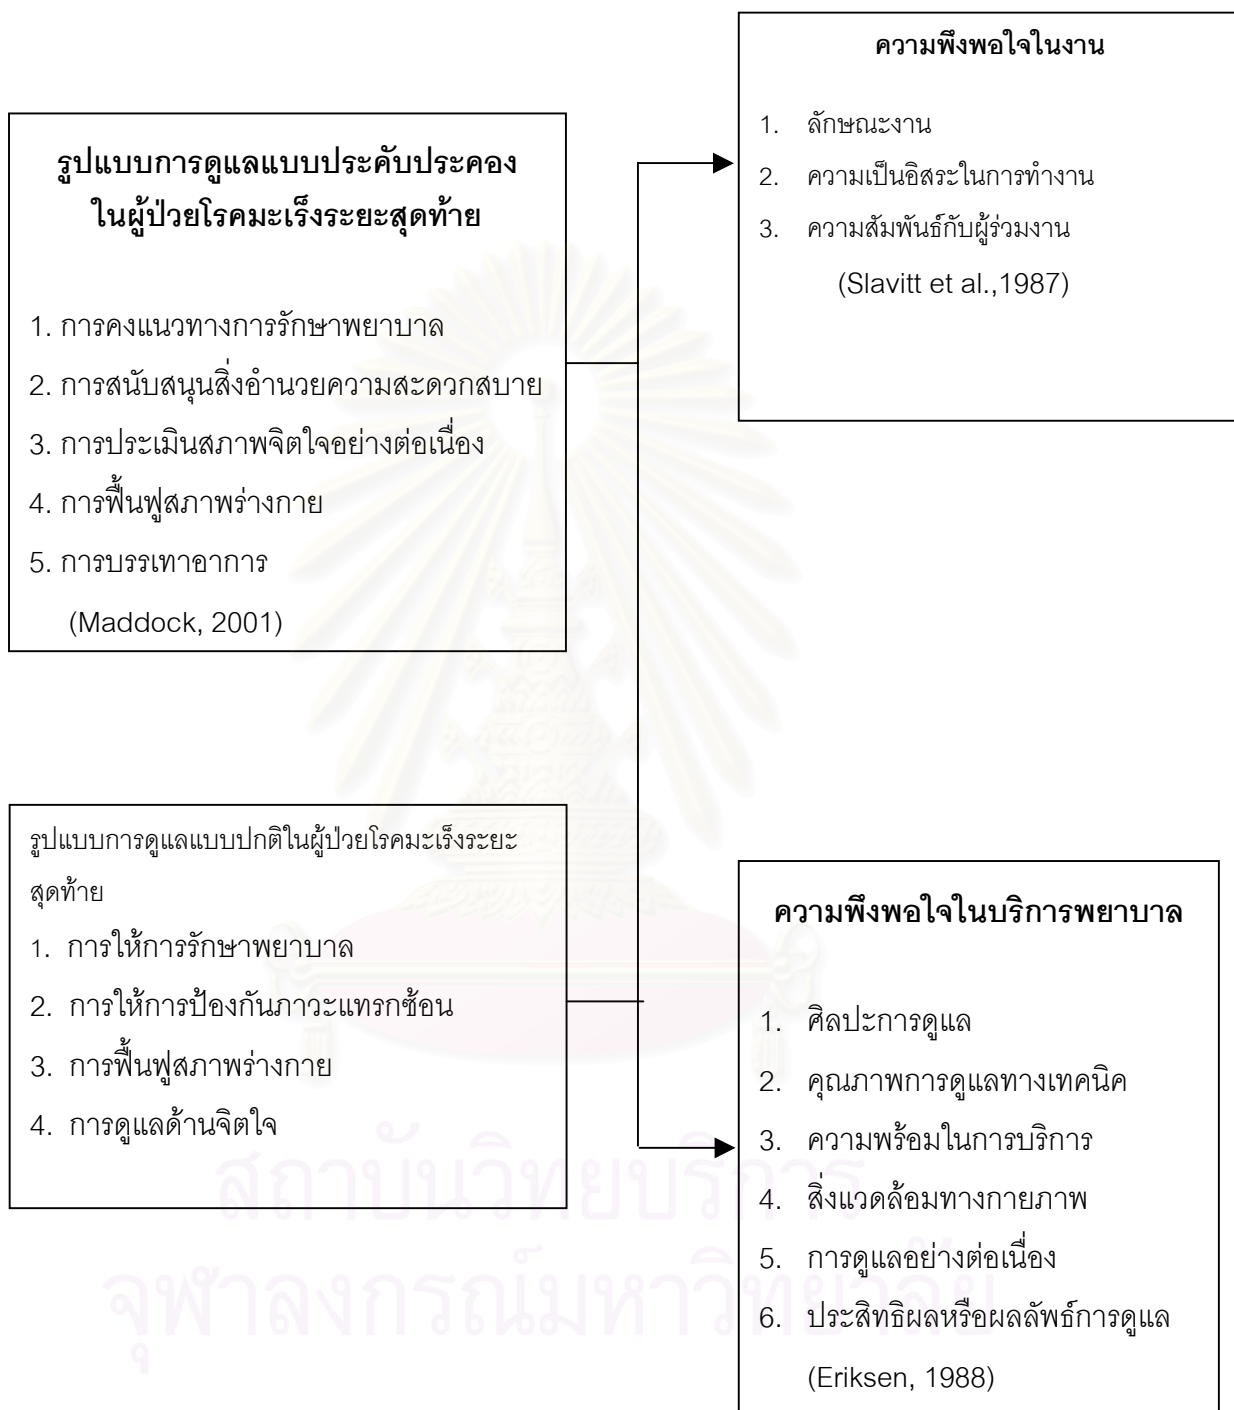 ความพึงพอใจในงาน
1. ลักษณะงาน
2. ความเป็นอิสระในการทำงาน
3. ความสัมพันธ์กับผู้ร่วมงาน
(Slavitt et al.,1987)
รูปแบบการดูแลแบบประคับประคอง
ในผู้ป่วยโรคมะเร็งระยะสุดท้าย
1. การคงแนวทางการรักษาพยาบาล
2. การสนับสนุนสิ่งอำนวยความสะดวกสบาย
3. การประเมินสภาพจิตใจอย่างต่อเนื่อง
4. การฟื้นฟูสภาพร่างกาย
5. การบรรเทาอาการ
(Maddock, 2001)
รูปแบบการดูแลแบบปกติในผู้ป่วยโรคมะเร็งระยะ
สุดท้าย
1. การให้การรักษาพยาบาล
2. การให้การป้องกันภาวะแทรกซ้อน
3. การฟื้นฟูสภาพร่างกาย
4. การดูแลด้านจิตใจ
ความพึงพอใจในบริการพยาบาล
1. ศิลปะการดูแล
2. คุณภาพการดูแลทางเทคนิค
3. ความพร้อมในการบริการ
4. สิ่งแวดล้อมทางกายภาพ
5. การดูแลอย่างต่อเนื่อง
6. ประสิทธิผลหรือผลลัพธ์การดูแล
(Eriksen, 1988)
สถาบันวิทยบริการ
จุฬาลงกรณ์มหาวิทยาลัย